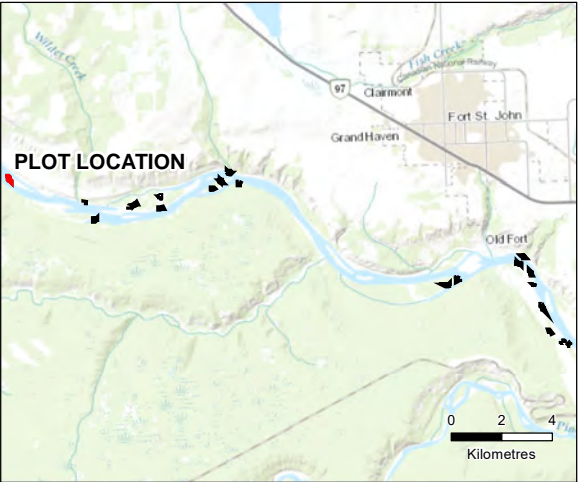 Wilder Creek
Fish Creek
Canadian National Railway
97
Clairmont
Fort St. John
Grand Haven
PLOT LOCATION
Old Fort
0 2 4
Kilometres